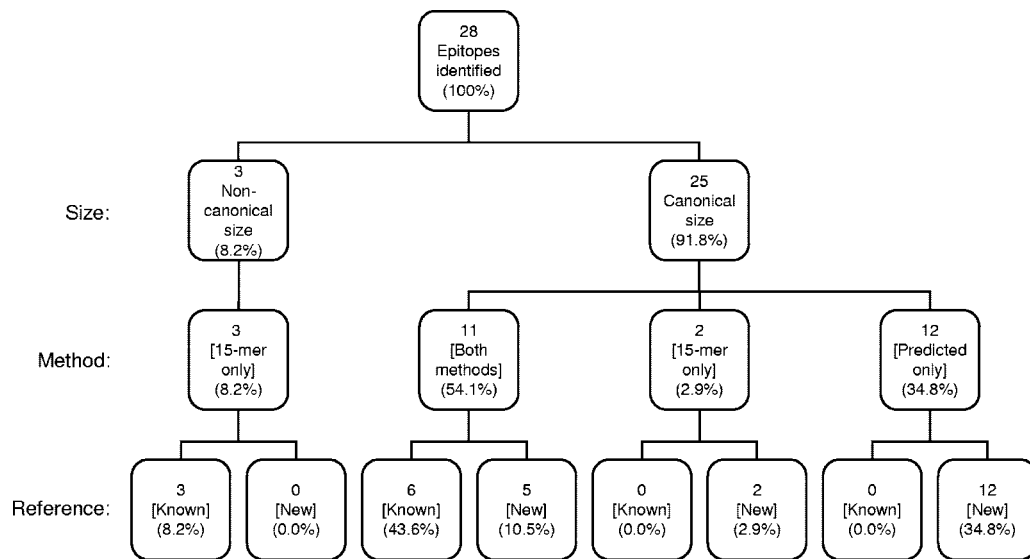 28
Epitopes
identified
(100%)
Size:
3
Non-
canonical
size
(8.2%)
25
Canonical
size
(91.8%)
Method:
3
[15-mer
only]
(8.2%)
11
[Both
methods]
(54.1%)
2
[15-mer
only]
(2.9%)
12
[Predicted
only]
(34.8%)
Reference:
3
[Known]
(8.2%)
0
[New]
(0.0%)
6
[Known]
(43.6%)
5
[New]
(10.5%)
0
[Known]
(0.0%)
2
[New]
(2.9%)
0
[Known]
(0.0%)
12
[New]
(34.8%)